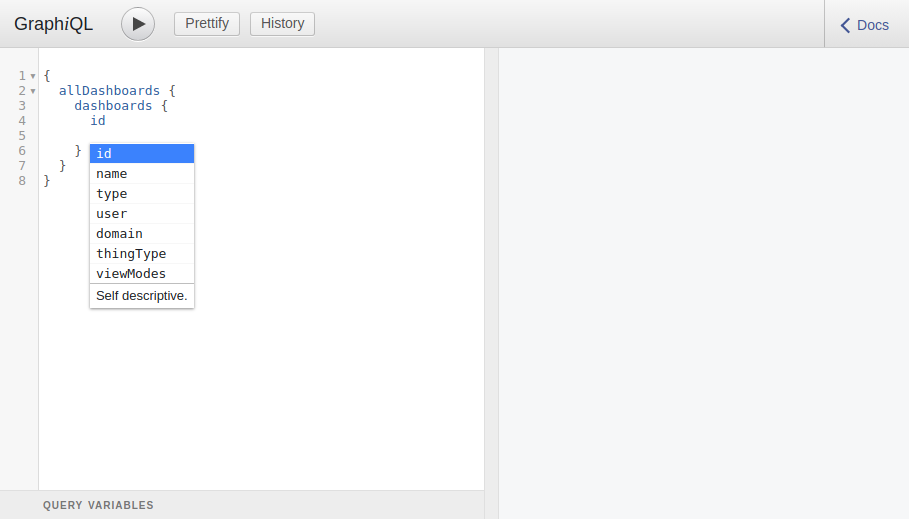 GraphiQL Prettify History Docs
1 {
2 allDashboards {
3 dashboards {
4 id
5
6 }
7 }
8 }
id
name
type
user
domain
thingType
viewModes
Self descriptive.
QUERY VARIABLES